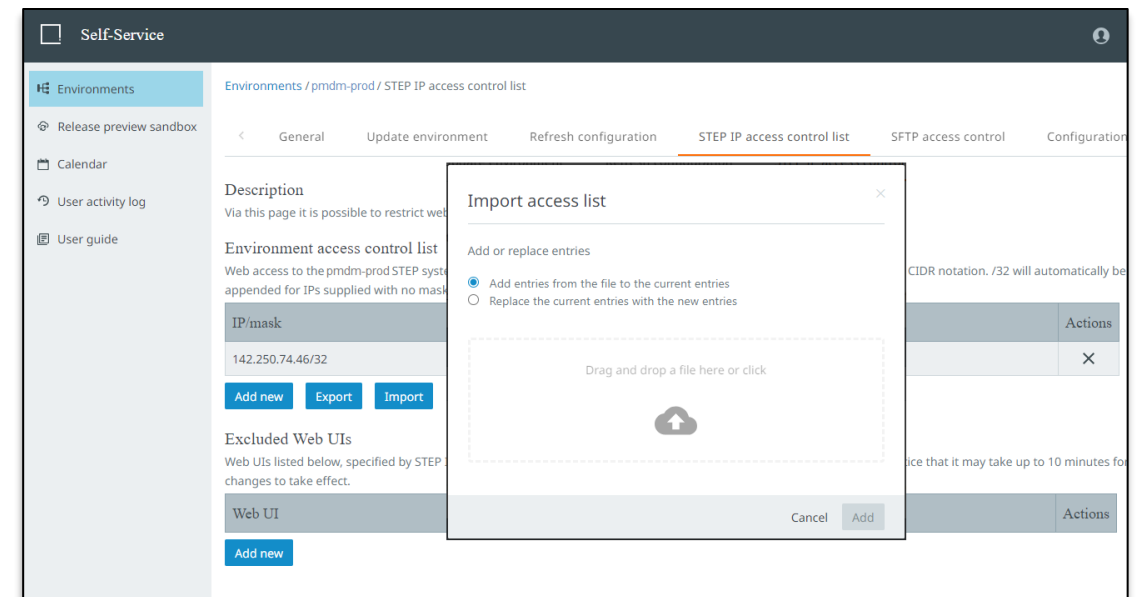 Self-Service
Environments
Release preview sandbox
Calendar
User activity log
User guide
Environments / pmdm-prod / STEP IP access control list
General Update environment Refresh configuration STEP IP access control list SFTP access control Configuration
Description
Via this page it is possible to restrict web
Environment access control list
Web access to the pmdm-prod STEP syste
CIDR notation. /32 will automatically be
appended for IPs supplied with no mask
IP/mask
Actions
142.250.74.46/32
Add new Export Import
Excluded Web UIs
Web UIs listed below, specified by STEP
ice that it may take up to 10 minutes for
changes to take effect.
Web UI
Actions
Add new
Import access list
Add or replace entries
Add entries from the file to the current entries
Replace the current entries with the new entries
Drag and drop a file here or click
Cancel Add